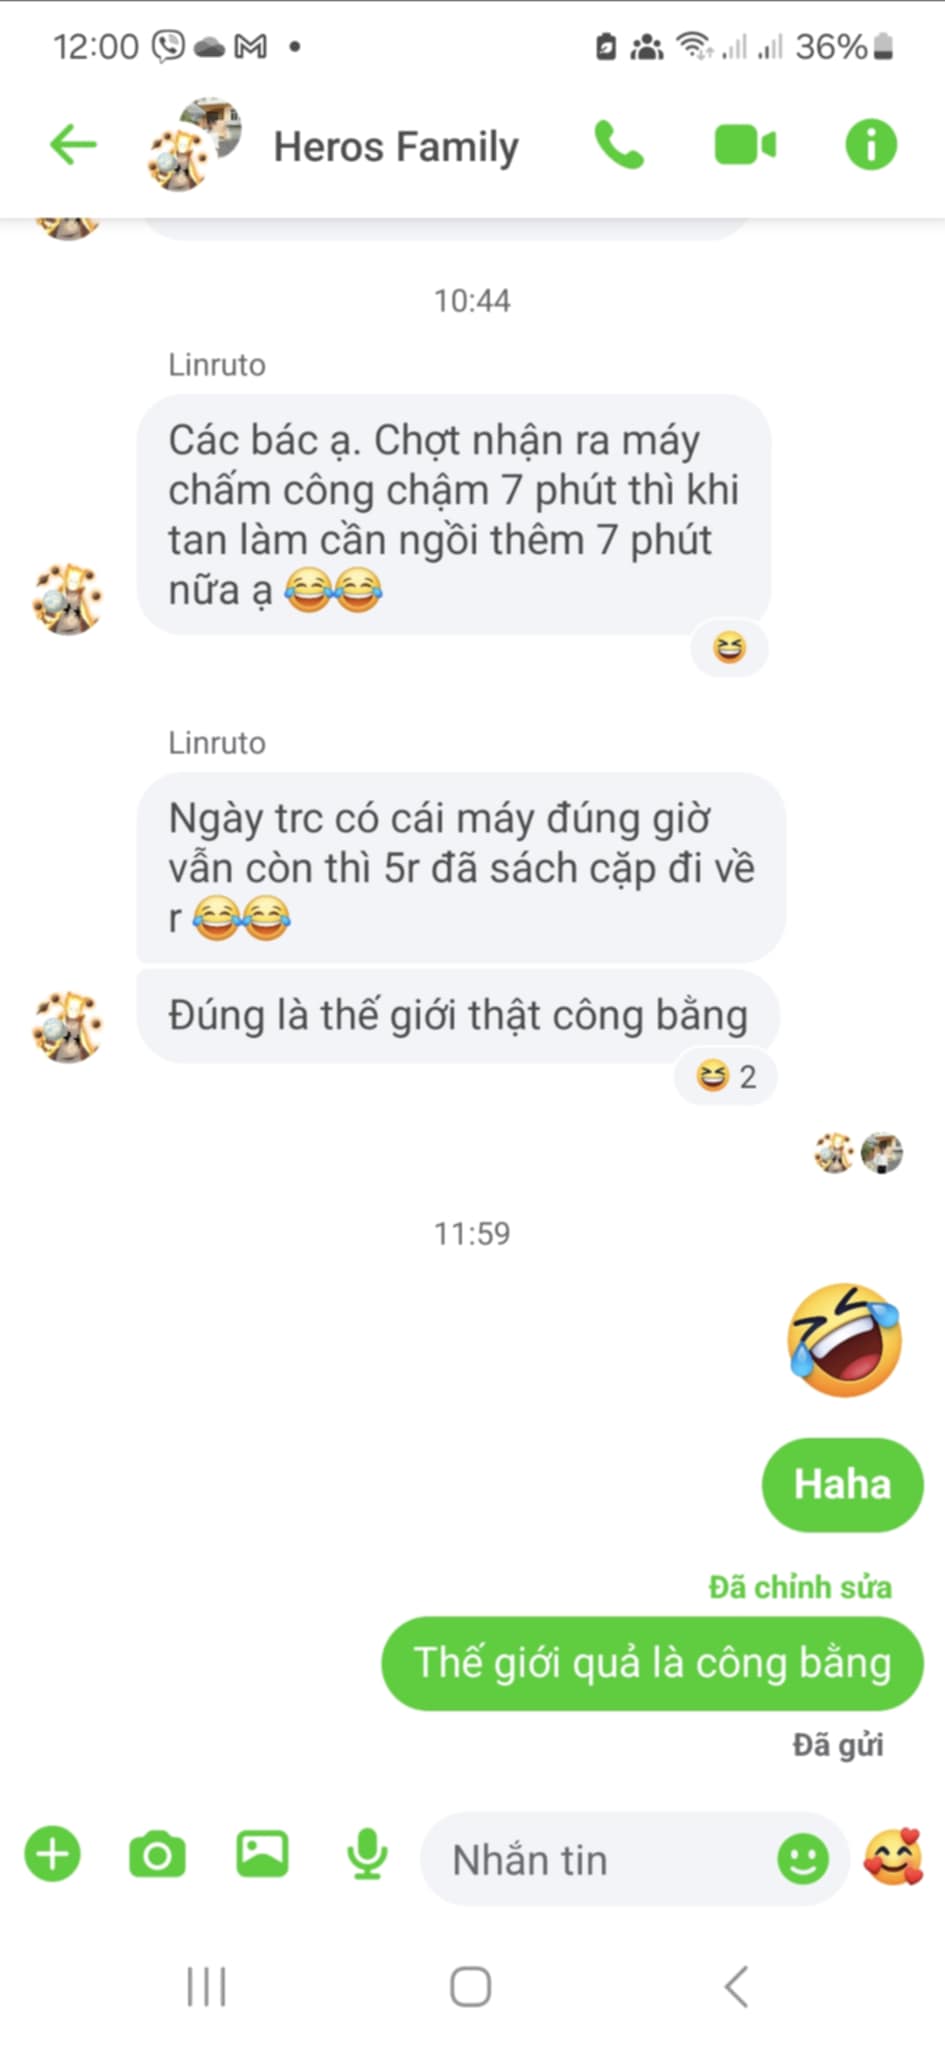 12:00
36%
Heros Family
10:44
Linruto
Các bác ạ. Chợt nhận ra máy
chấm công chậm 7 phút thì khi
tan làm cần ngồi thêm 7 phút
nữa ạ 😂😂
😆
Linruto
Ngày trc có cái máy đúng giờ
vẫn còn thì 5r đã sách cặp đi về
r 😂😂
Đúng là thế giới thật công bằng
😆 2
11:59
🤣
Haha
Đã chỉnh sửa
Thế giới quả là công bằng
Đã gửi
Nhắn tin